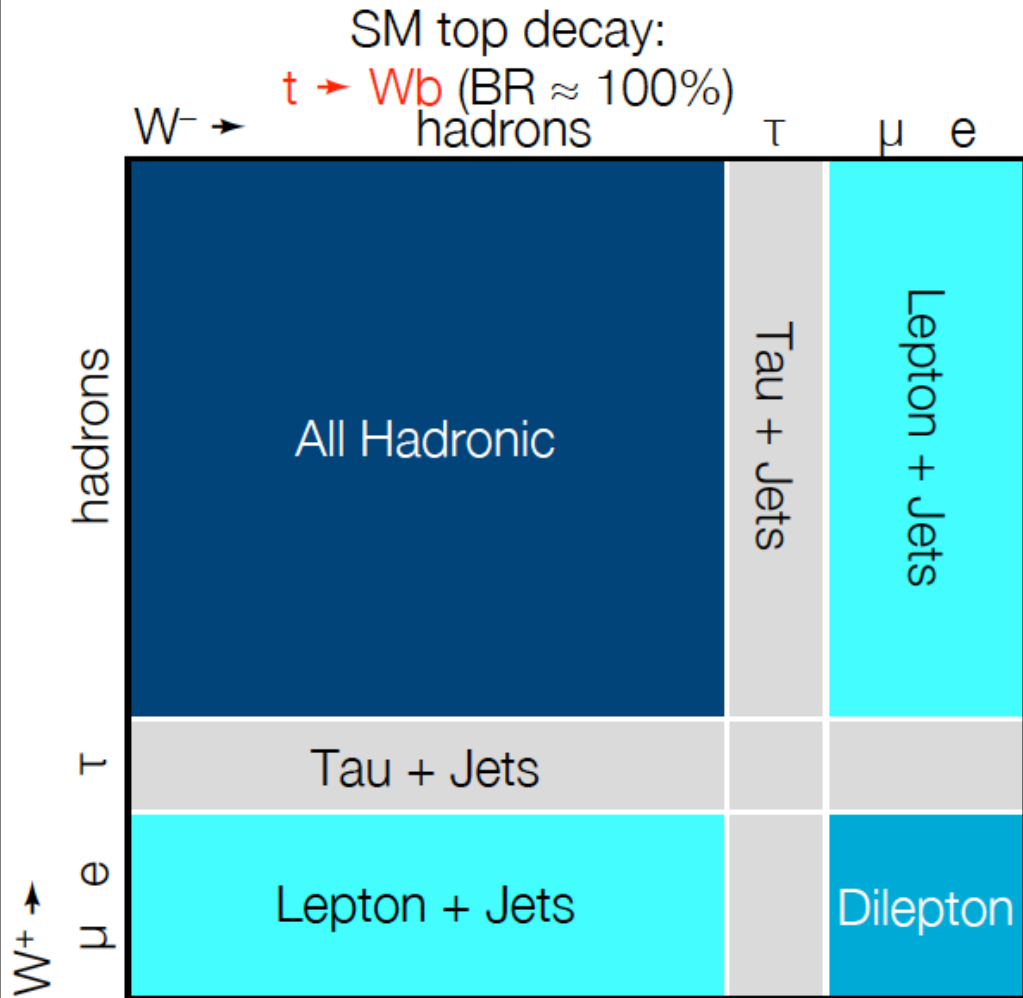 SM top decay:
t → Wb (BR ≈ 100%)
W⁻ → hadrons τ μ e
hadrons
All Hadronic
Tau + Jets
Lepton + Jets
τ
Tau + Jets
W⁺ → μ e
Lepton + Jets
Dilepton